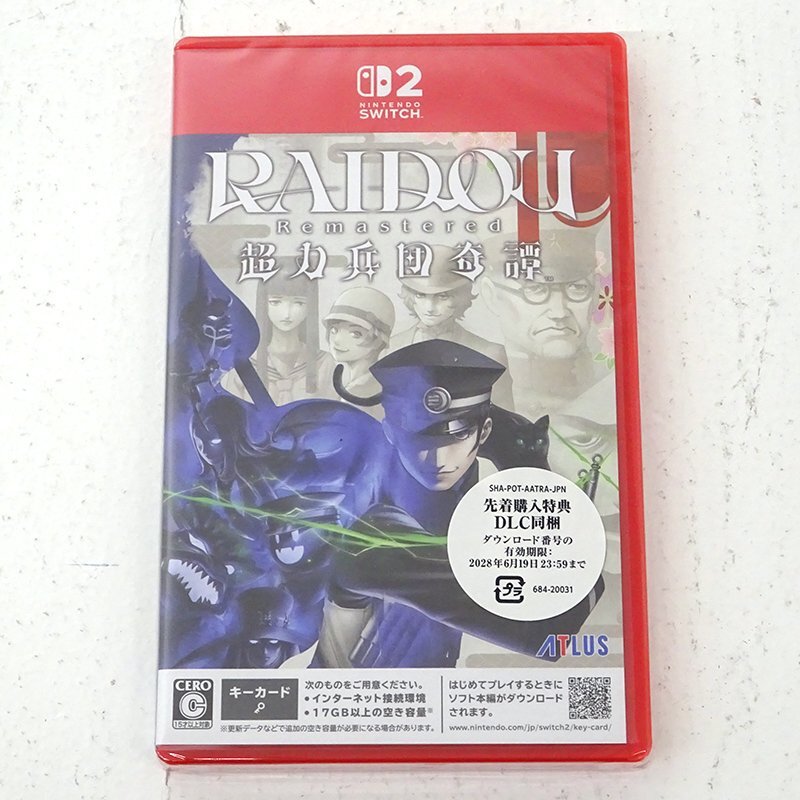 2
NINTENDO
SWITCH™
RAIDOU
Remastered
超力兵団奇譚™
SHA-POT-AATRA-JPN
先着購入特典
DLC同梱
ダウンロード番号の
有効期限:
2028年6月19日23:59まで
プラ
684-20031
ATLUS
CERO
C
15才以上対象
キーカード
次のものをご用意ください。
・インターネット接続環境
・17GB以上の空き容量※
※更新データなどで追加の空き容量が必要になる場合があります。
はじめてプレイするときに
ソフト本編がダウンロード
されます。
www.nintendo.com/jp/switch2/key-card/